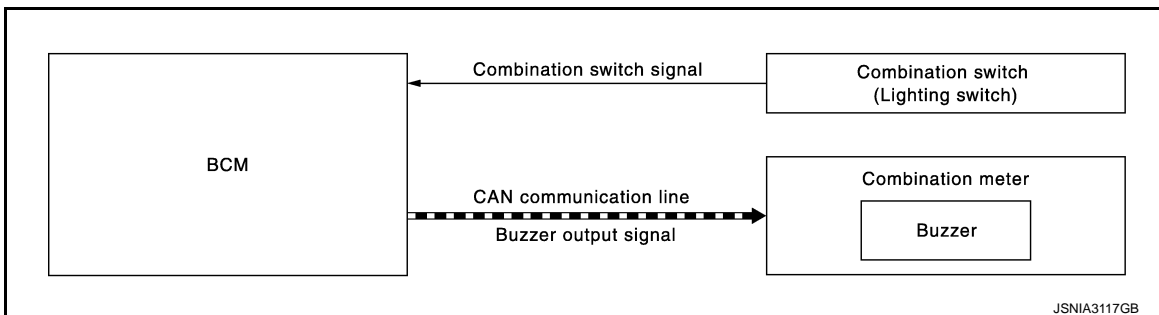 BCM
Combination switch signal
Combination switch
(Lighting switch)
CAN communication line
Buzzer output signal
Combination meter
Buzzer
JSNIA3117GB